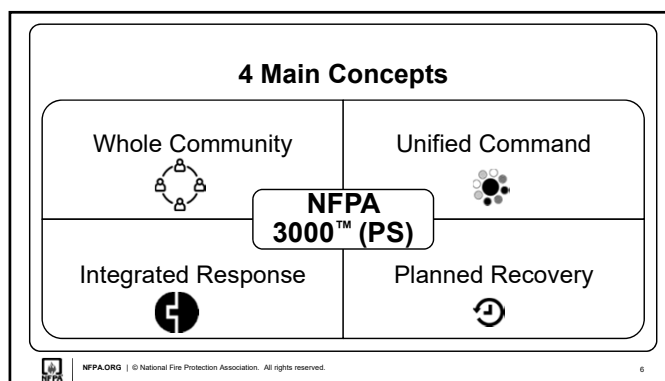 4 Main Concepts
Whole Community
Unified Command
NFPA
3000™ (PS)
Integrated Response
Planned Recovery
NFPA
NFPA.ORG | © National Fire Protection Association. All rights reserved.
6